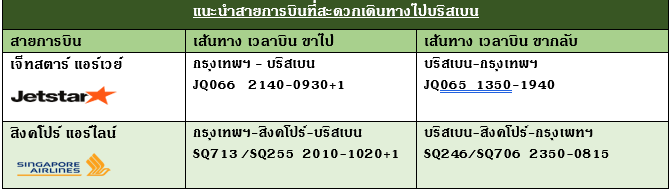 แนะนำสายการบินที่สะดวกเดินทางไปบริสเบน
สายการบิน
เส้นทาง เวลาบิน ขาไป
เส้นทาง เวลาบิน ขากลับ
เจ็ทสตาร์ แอร์เวย์
Jetstar
กรุงเทพฯ - บริสเบน
JQ066 2140-0930+1
บริสเบน-กรุงเทพฯ
JQ065 1350-1940
สิงคโปร์ แอร์ไลน์
SINGAPORE
AIRLINES
กรุงเทพฯ-สิงคโปร์-บริสเบน
SQ713 /SQ255 2010-1020+1
บริสเบน-สิงคโปร์-กรุงเพทฯ
SQ246/SQ706 2350-0815